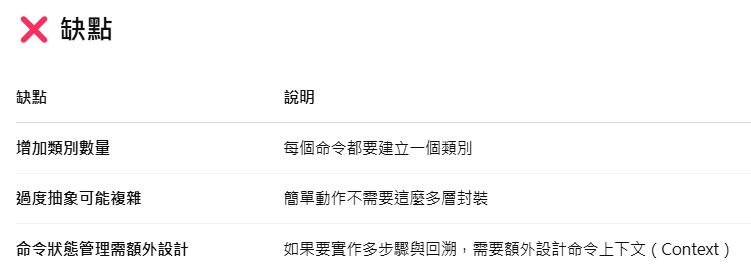 ❌ 缺點
缺點 說明
增加類別數量 每個命令都要建立一個類別
過度抽象可能複雜 簡單動作不需要這麼多層封裝
命令狀態管理需額外設計 如果要實作多步驟與回溯，需要額外設計命令上下文（Context）